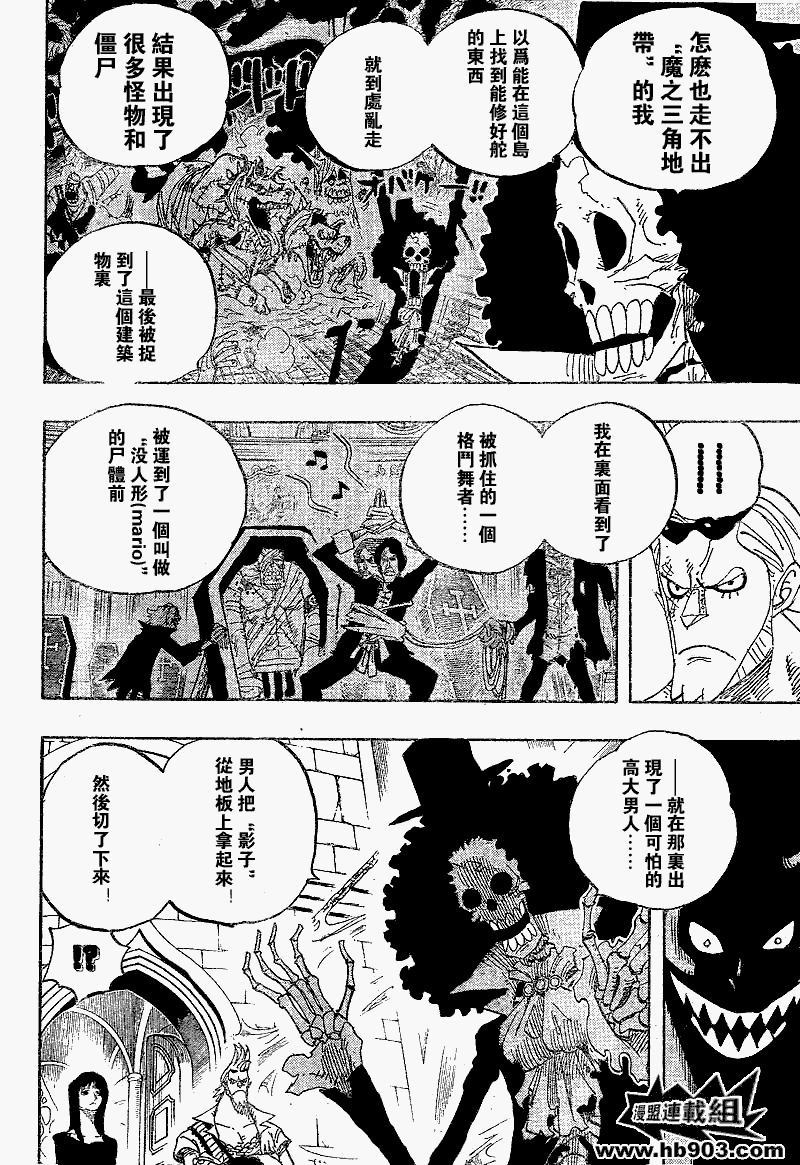 怎麽也走不出
“魔之三角地
帶”的我
以爲能在這個島
上找到能修好舵
的東西
就到處亂走
結果出現了
很多怪物和
僵尸
オバケー!!
——最後被捉
到了這個建築
物裏
…………
我在裏面看到了
被抓住的一個
格鬥舞者……
被運到了一個叫做
“没人形(mario)”
的尸體前
——就在那裏出
現了一個可怕的
高大男人……
男人把“影子”
從地板上拿起來!
然後切了下來!
!?
漫盟連載組
www.hb903.com